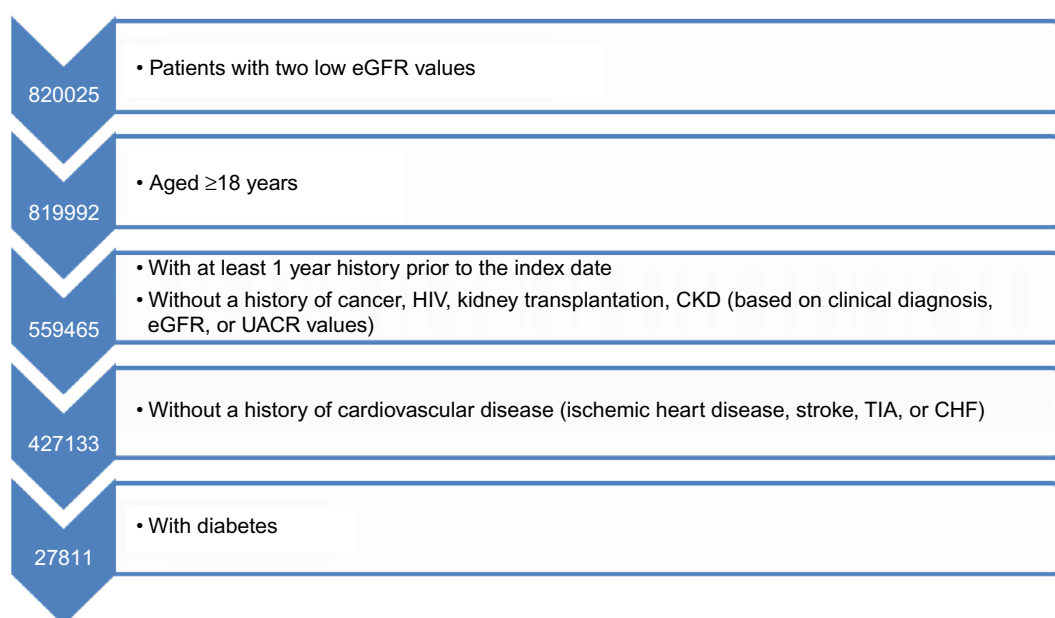 820025
• Patients with two low eGFR values
819992
• Aged ≥18 years
559465
• With at least 1 year history prior to the index date
• Without a history of cancer, HIV, kidney transplantation, CKD (based on clinical diagnosis,
eGFR, or UACR values)
427133
• Without a history of cardiovascular disease (ischemic heart disease, stroke, TIA, or CHF)
27811
• With diabetes